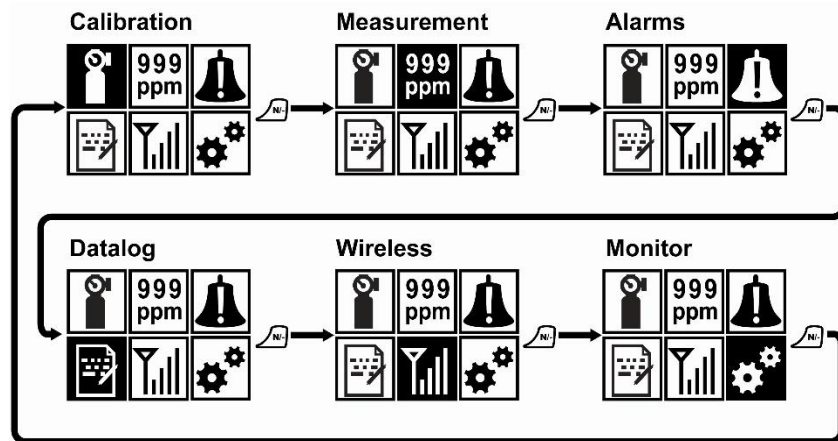 Calibration
999
ppm
N/-
Measurement
999
ppm
N/-
Alarms
999
ppm
N/-
Datalog
999
ppm
N/-
Wireless
999
ppm
N/-
Monitor
999
ppm
N/-